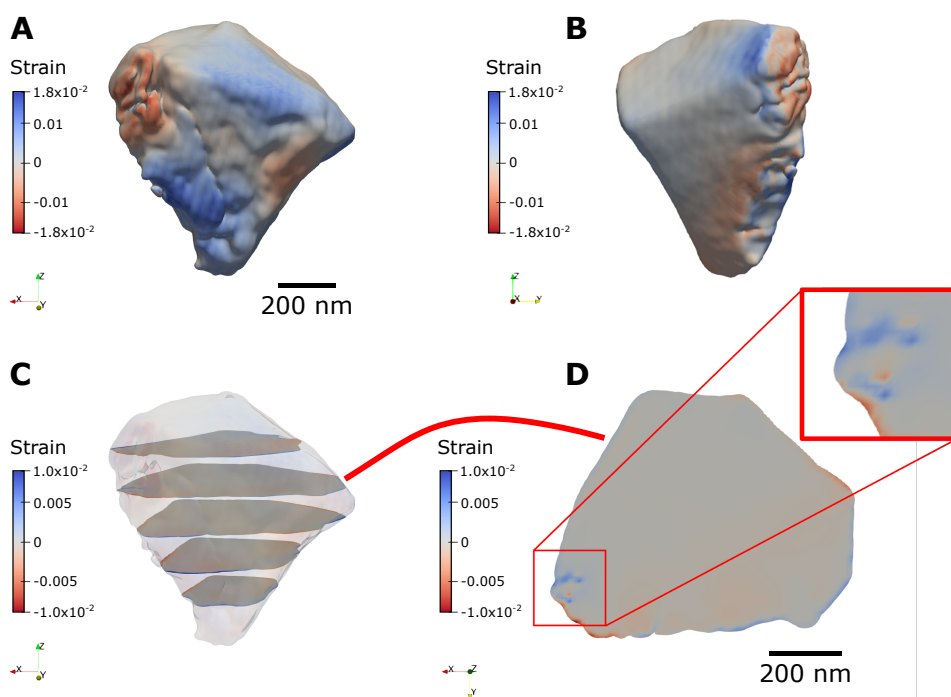 A
B
Strain
1.8x10⁻²
0.01
0
-0.01
-1.8x10⁻²
Strain
1.8x10⁻²
0.01
0
-0.01
-1.8x10⁻²
Z
X
Y
200 nm
Z
X
Y
C
D
Strain
1.0x10⁻²
0.005
0
-0.005
-1.0x10⁻²
Strain
1.0x10⁻²
0.005
0
-0.005
-1.0x10⁻²
Z
X
Y
X
Z
Y
200 nm